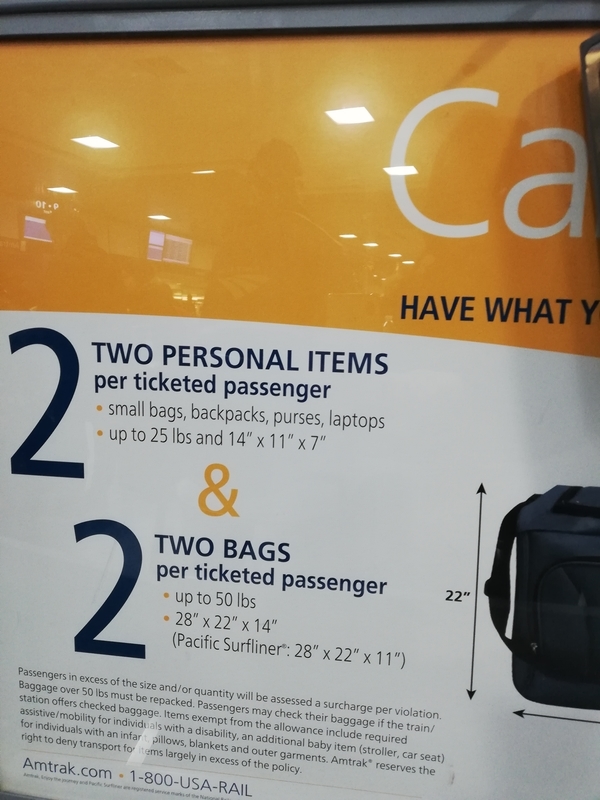 Ca
HAVE WHAT Y
2 TWO PERSONAL ITEMS
per ticketed passenger
• small bags, backpacks, purses, laptops
• up to 25 lbs and 14" x 11" x 7"
&
2 TWO BAGS
per ticketed passenger
• up to 50 lbs
• 28" x 22" x 14"
(Pacific Surfliner®: 28" x 22" x 11")
22"
Passengers in excess of the size and/or quantity will be assessed a surcharge per violation.
Baggage over 50 lbs must be repacked. Passengers may check their baggage if the train/
station offers checked baggage. Items exempt from the allowance include required
assistive/mobility for individuals with a disability, an additional baby item (stroller, car seat)
for individuals with an infant, pillows, blankets and outer garments. Amtrak® reserves the
right to deny transport for items largely in excess of the policy.
Amtrak.com • 1-800-USA-RAIL